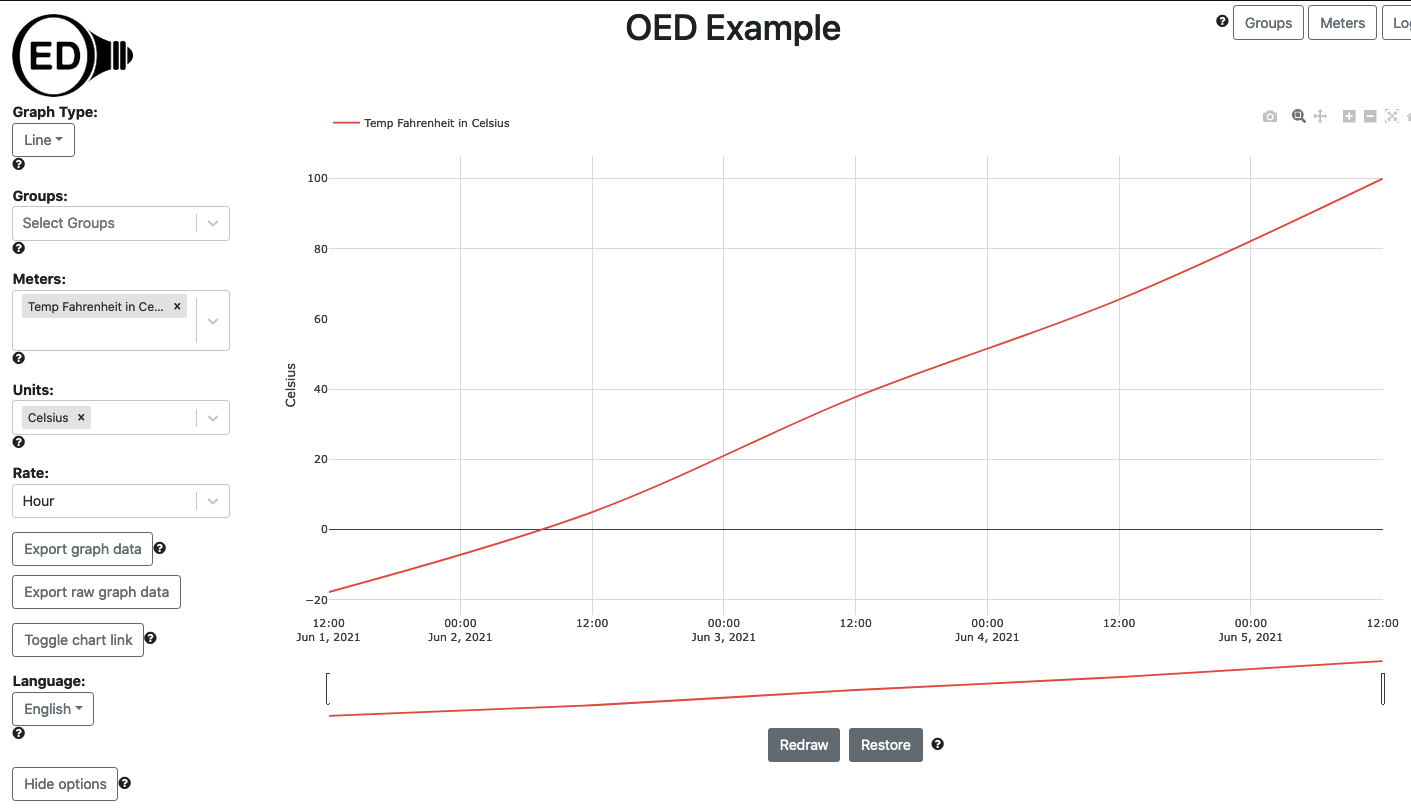 OED Example
Groups
Meters
ED
Graph Type:
Line
Groups:
Select Groups
Meters:
Temp Fahrenheit in Ce... ×
Units:
Celsius ×
Rate:
Hour
Export graph data
Export raw graph data
Toggle chart link
Language:
English
Hide options
Temp Fahrenheit in Celsius
Celsius
100
80
60
40
20
0
−20
12:00 00:00 12:00 00:00 12:00 00:00 12:00 00:00 12:00
Jun 1, 2021 Jun 2, 2021 Jun 3, 2021 Jun 4, 2021 Jun 5, 2021
Redraw Restore